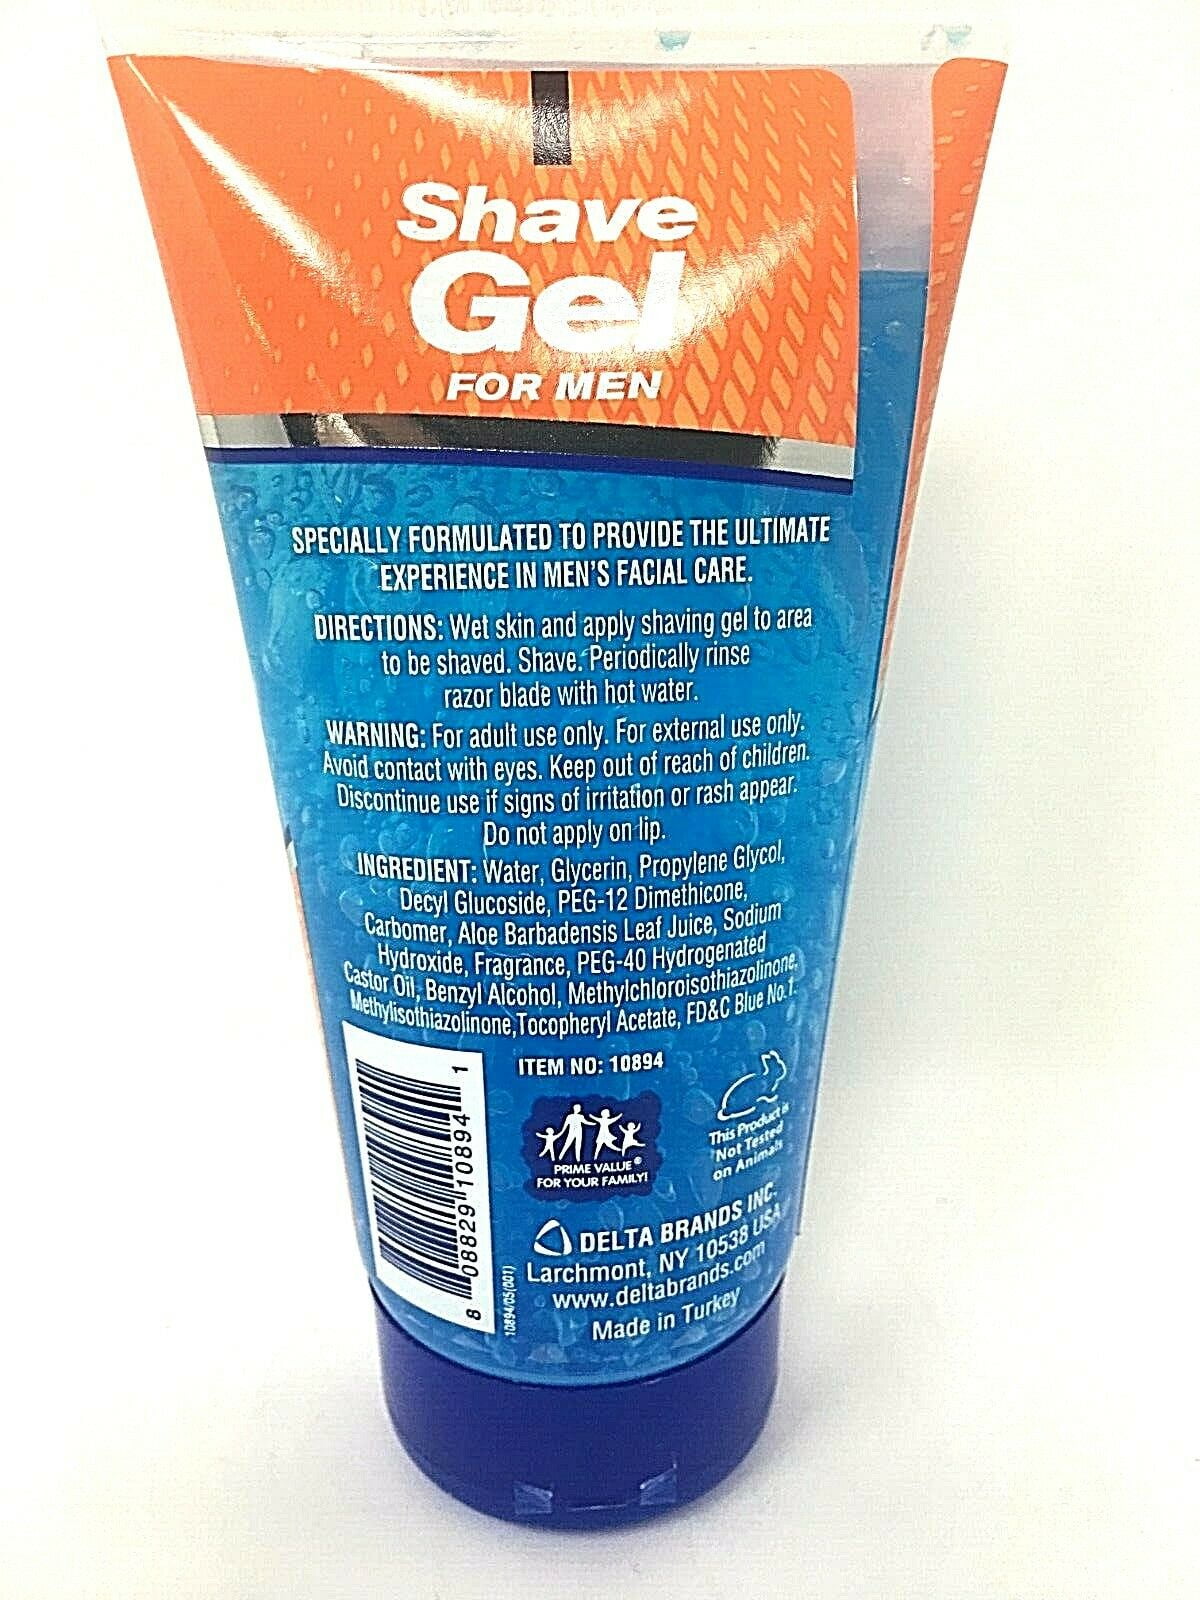 Shave
Gel
FOR MEN
SPECIALLY FORMULATED TO PROVIDE THE ULTIMATE
EXPERIENCE IN MEN'S FACIAL CARE.
DIRECTIONS: Wet skin and apply shaving gel to area
to be shaved. Shave. Periodically rinse
razor blade with hot water.
WARNING: For adult use only. For external use only.
Avoid contact with eyes. Keep out of reach of children.
Discontinue use if signs of irritation or rash appear.
Do not apply on lip.
INGREDIENT: Water, Glycerin, Propylene Glycol,
Decyl Glucoside, PEG-12 Dimethicone,
Carbomer, Aloe Barbadensis Leaf Juice, Sodium
Hydroxide, Fragrance, PEG-40 Hydrogenated
Castor Oil, Benzyl Alcohol, Methylchloroisothiazolinone,
Methylisothiazolinone, Tocopheryl Acetate, FD&C Blue No.1.
ITEM NO: 10894
8 08829 10894 1
10894/05(001)
PRIME VALUE®
FOR YOUR FAMILY!
This Product is
Not Tested
on Animals
DELTA BRANDS INC.
Larchmont, NY 10538 USA
www.deltabrands.com
Made in Turkey